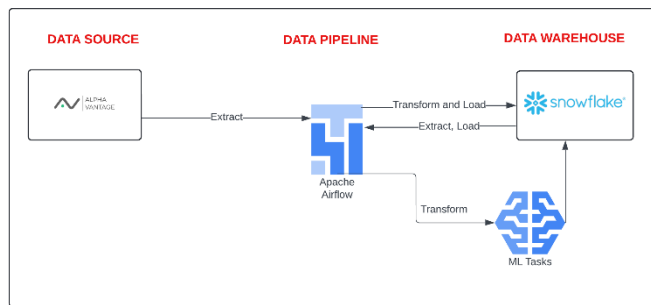 DATA SOURCE
DATA PIPELINE
DATA WAREHOUSE
ALPHA
VANTAGE
Extract
Transform and Load
Extract, Load
snowflake®
Apache
Airflow
Transform
ML Tasks